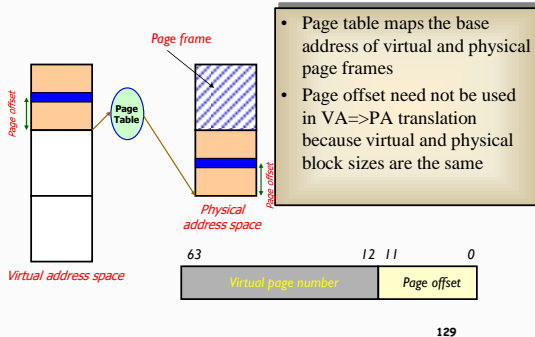 Page frame
Page offset
Page
Table
Page offset
Physical
address space
Virtual address space
• Page table maps the base
address of virtual and physical
page frames
• Page offset need not be used
in VA=>PA translation
because virtual and physical
block sizes are the same
63 12 11 0
Virtual page number Page offset
129